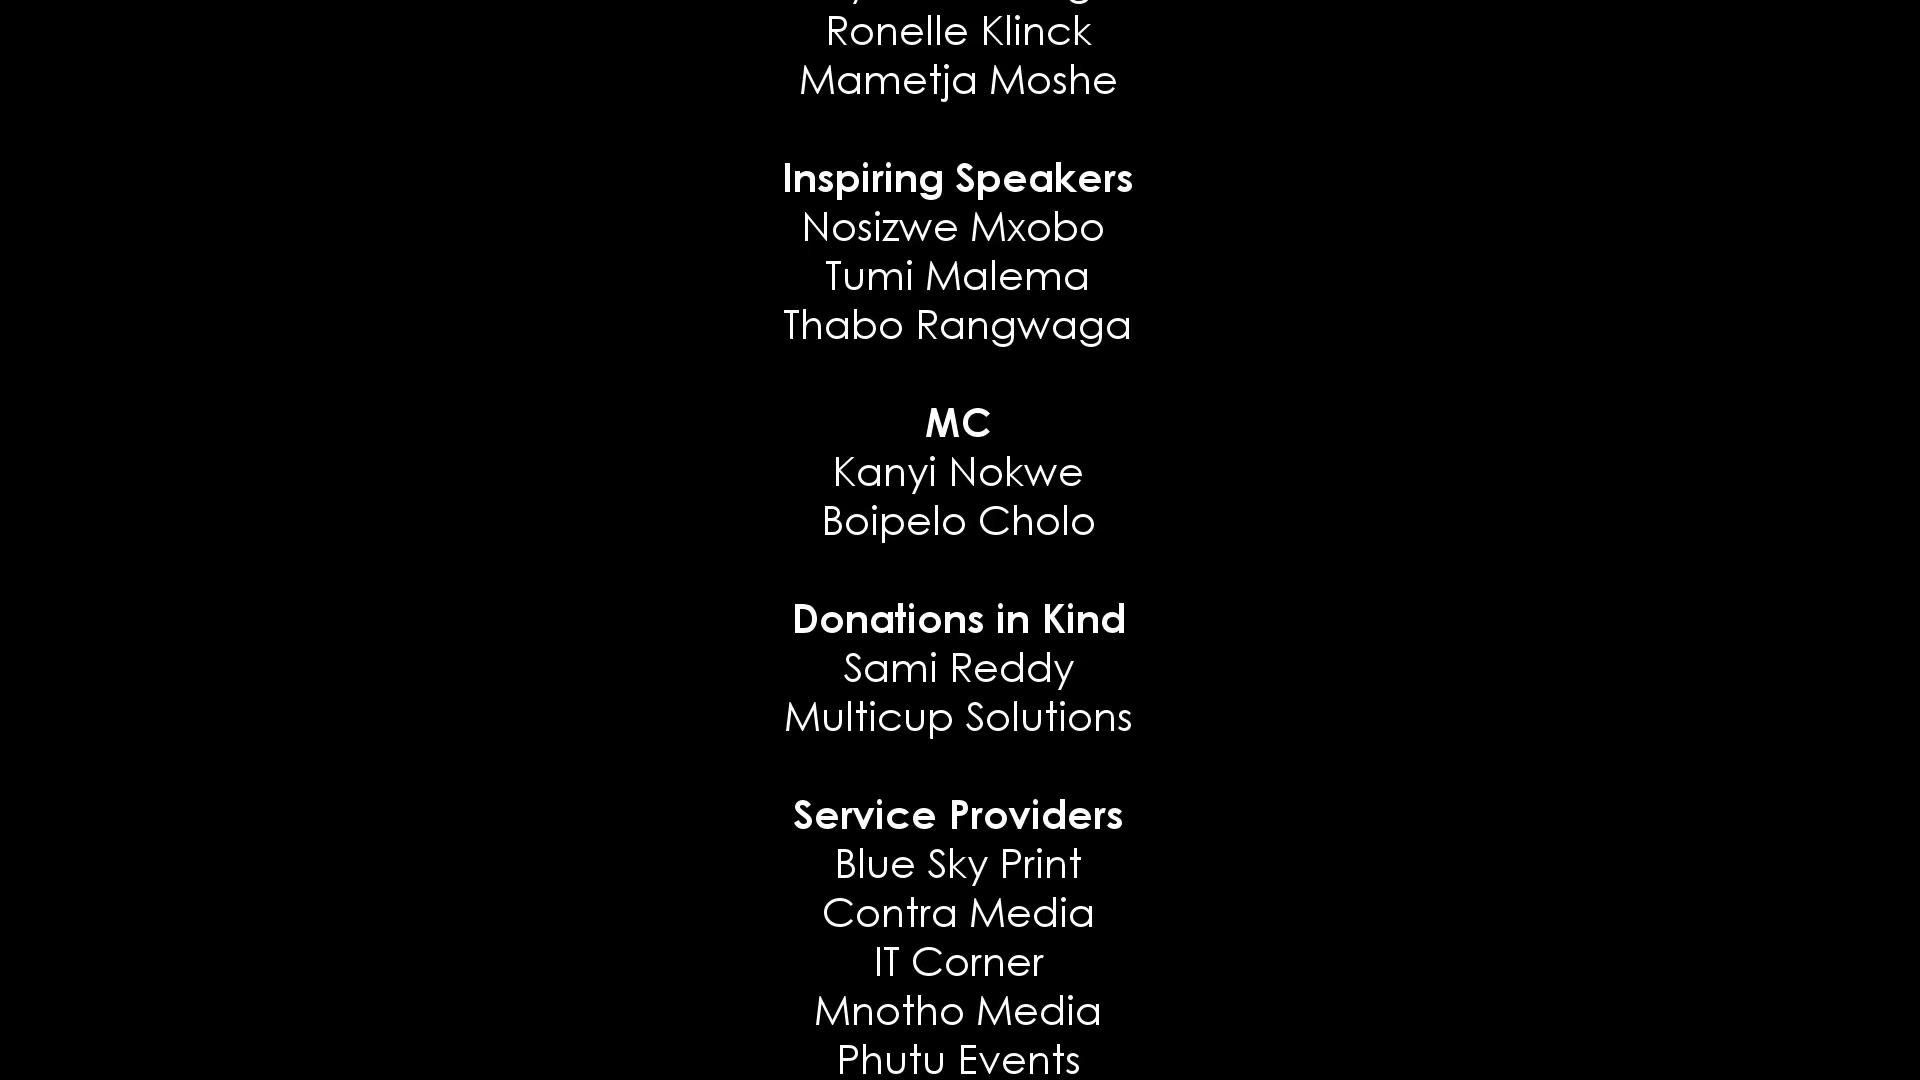 Ronelle Klinck
Mametja Moshe
Inspiring Speakers
Nosizwe Mxobo
Tumi Malema
Thabo Rangwaga
MC
Kanyi Nokwe
Boipelo Cholo
Donations in Kind
Sami Reddy
Multicup Solutions
Service Providers
Blue Sky Print
Contra Media
IT Corner
Mnotho Media
Phutu Events